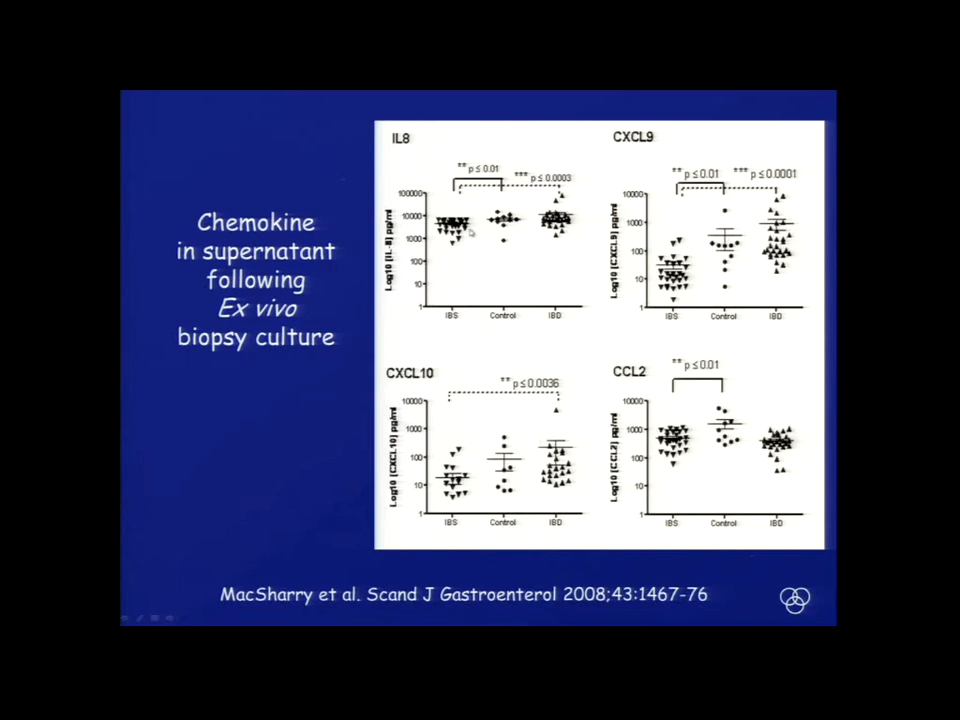 Chemokine
in supernatant
following
Ex vivo
biopsy culture
IL8
** p ≤ 0.01
*** p ≤ 0.0003
Log10 [IL-8] pg/ml
100000
10000
1000
100
10
1
IBS Control IBD
CXCL9
** p ≤ 0.01
*** p ≤ 0.0001
Log10 [CXCL9] pg/ml
10000
1000
100
10
1
IBS Control IBD
CXCL10
** p ≤ 0.0036
Log10 [CXCL10] pg/ml
10000
1000
100
10
1
IBS Control IBD
CCL2
** p ≤ 0.01
Log10 [CCL2] pg/ml
10000
1000
100
10
1
IBS Control IBD
MacSharry et al. Scand J Gastroenterol 2008;43:1467-76